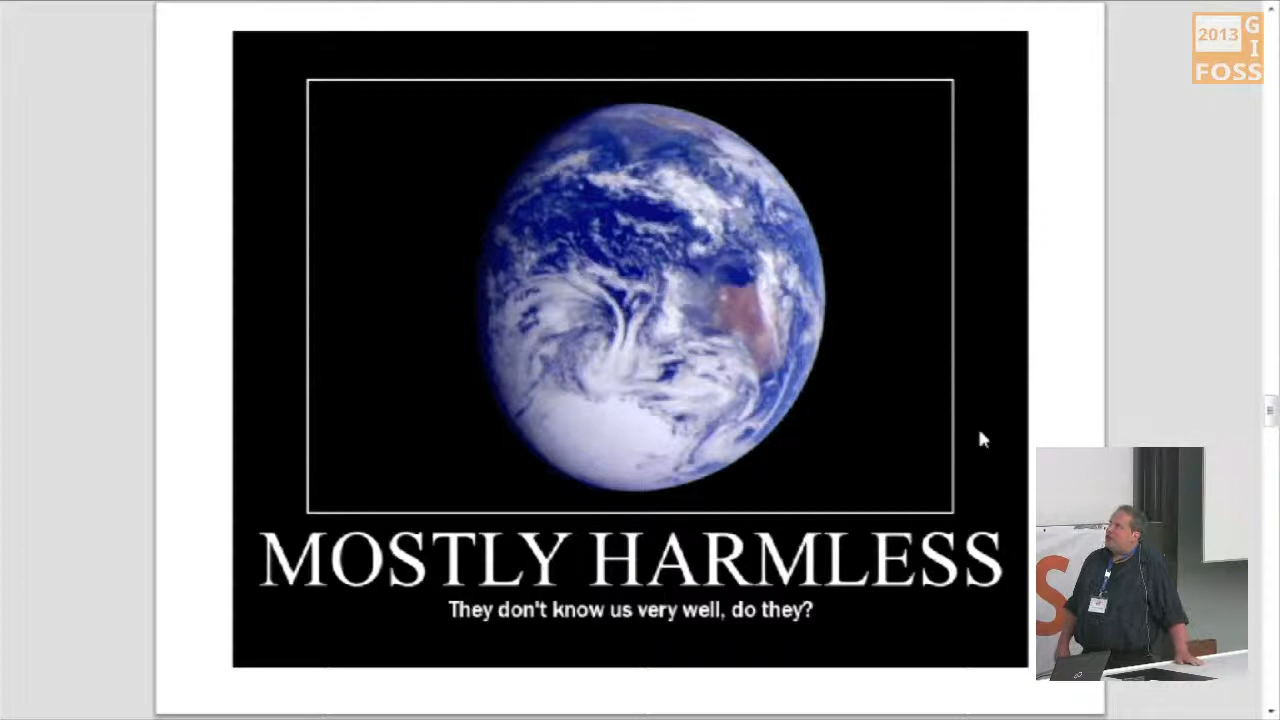 2013
G
I
FOSS
MOSTLY HARMLESS
They don't know us very well, do they?
S